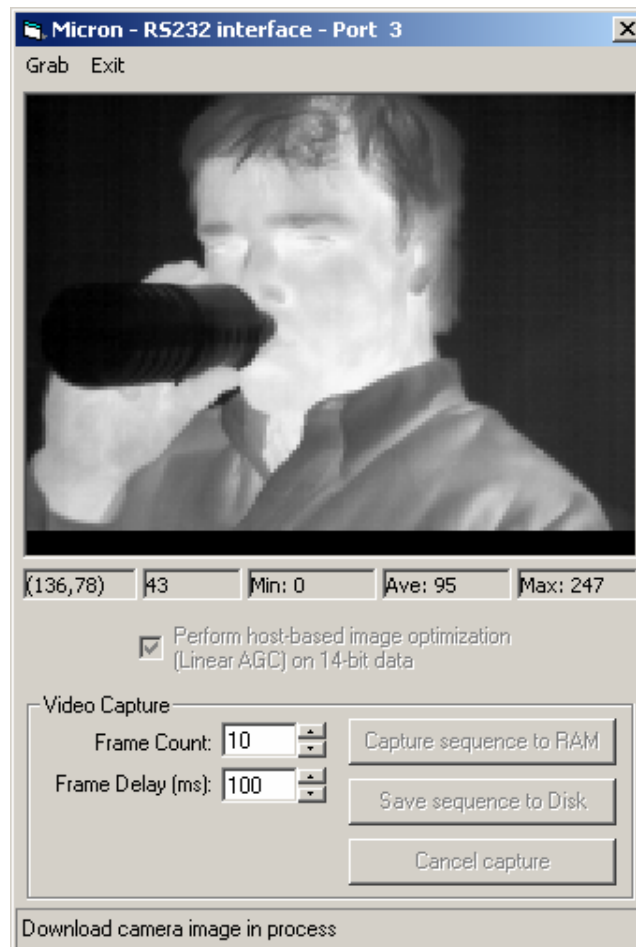 Micron - RS232 interface - Port 3
Grab Exit
(136,78) 43 Min: 0 Ave: 95 Max: 247
Perform host-based image optimization
(Linear AGC) on 14-bit data
Video Capture
Frame Count: 10
Capture sequence to RAM
Frame Delay (ms): 100
Save sequence to Disk
Cancel capture
Download camera image in process